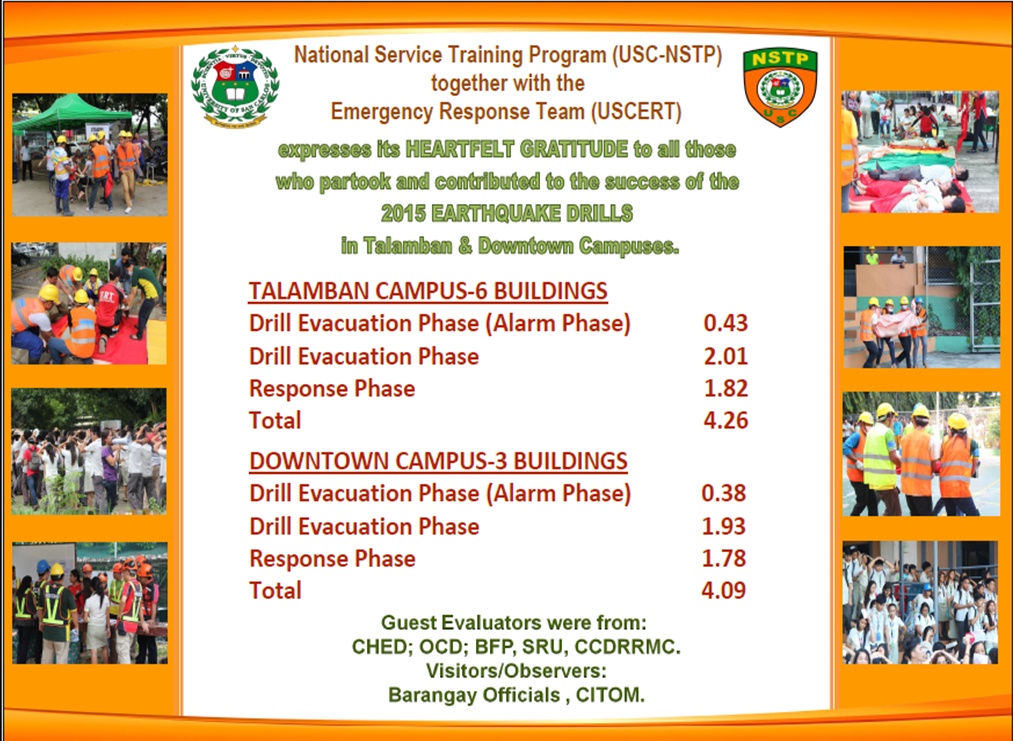 National Service Training Program (USC-NSTP)
together with the
Emergency Response Team (USCERT)
NSTP
USC
expresses its HEARTFELT GRATITUDE to all those
who partook and contributed to the success of the
2015 EARTHQUAKE DRILLS
in Talamban & Downtown Campuses.
TALAMBAN CAMPUS-6 BUILDINGS
Drill Evacuation Phase (Alarm Phase) 0.43
Drill Evacuation Phase 2.01
Response Phase 1.82
Total 4.26
DOWNTOWN CAMPUS-3 BUILDINGS
Drill Evacuation Phase (Alarm Phase) 0.38
Drill Evacuation Phase 1.93
Response Phase 1.78
Total 4.09
Guest Evaluators were from:
CHED; OCD; BFP, SRU, CCDRRMC.
Visitors/Observers:
Barangay Officials , CITOM.